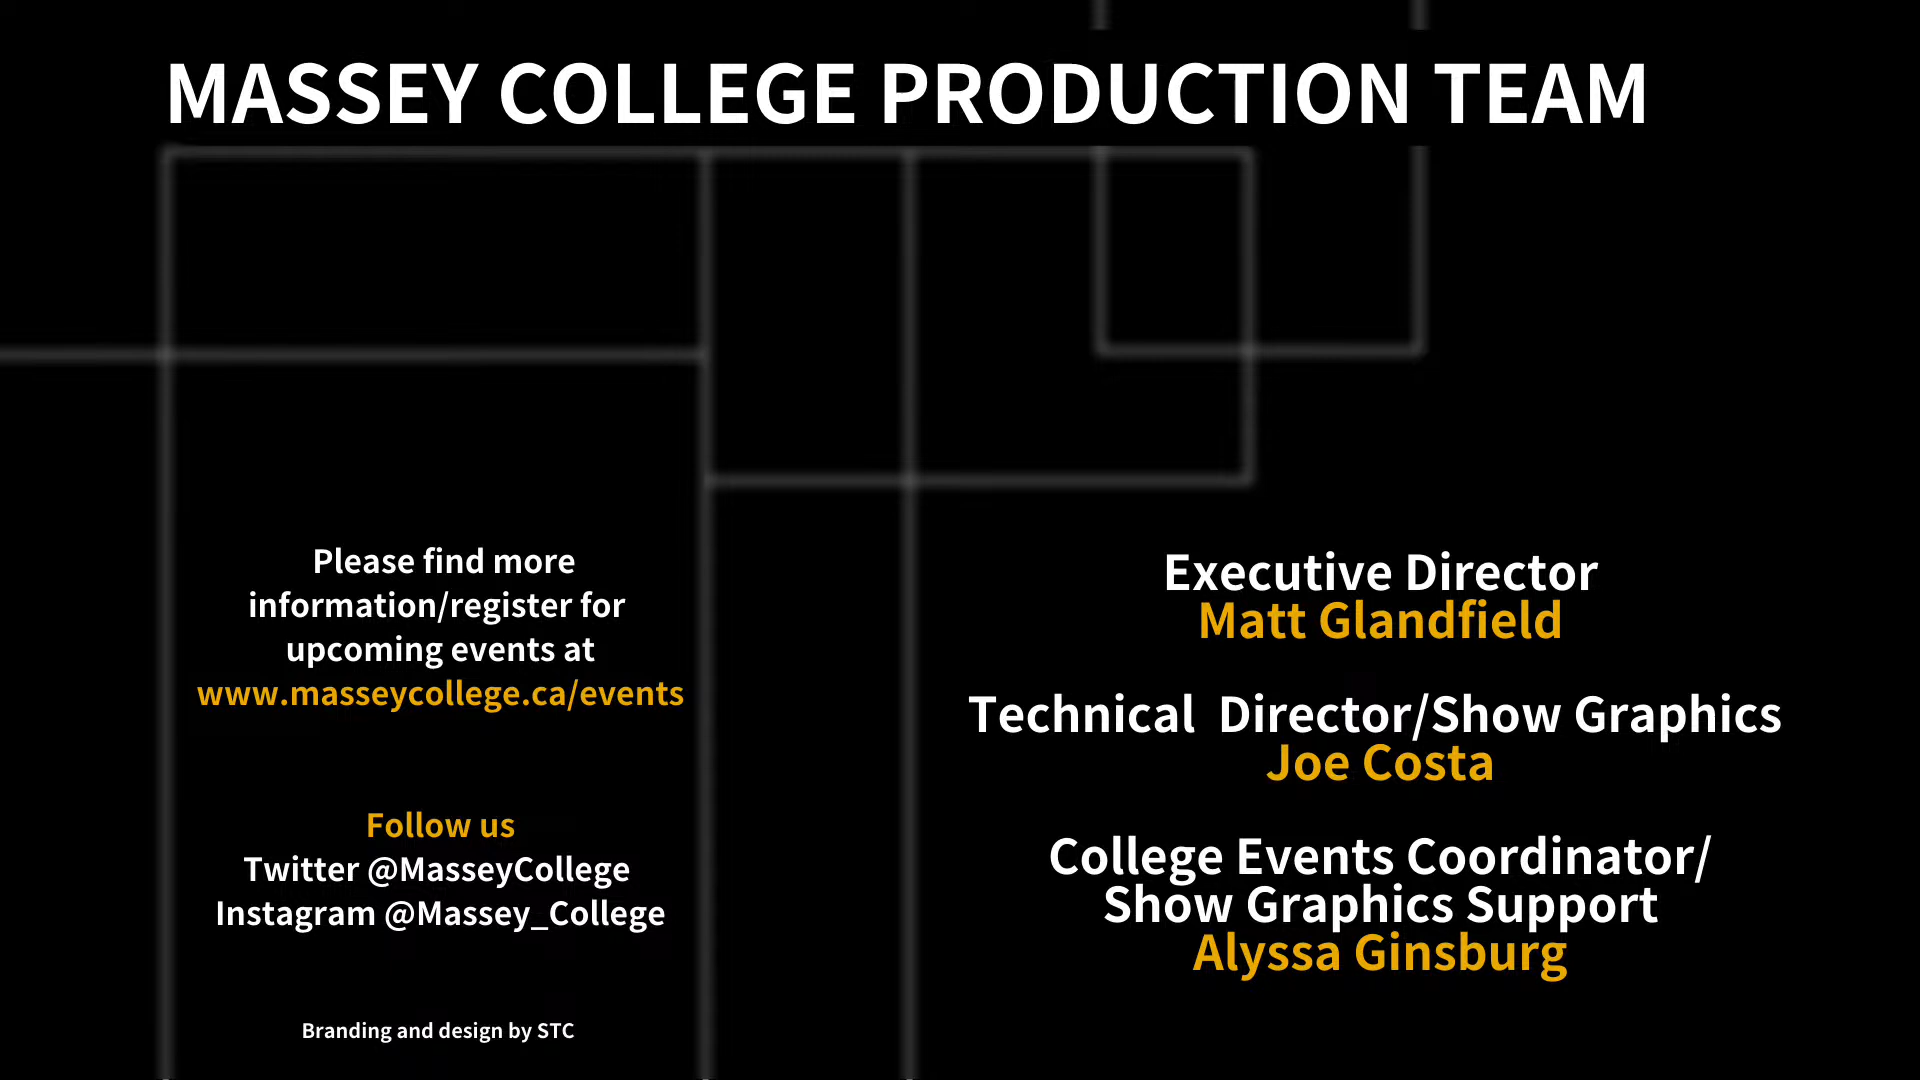 MASSEY COLLEGE PRODUCTION TEAM
Please find more
information/register for
upcoming events at
www.masseycollege.ca/events
Follow us
Twitter @MasseyCollege
Instagram @Massey_College
Branding and design by STC
Executive Director
Matt Glandfield
Technical  Director/Show Graphics
Joe Costa
College Events Coordinator/
Show Graphics Support
Alyssa Ginsburg